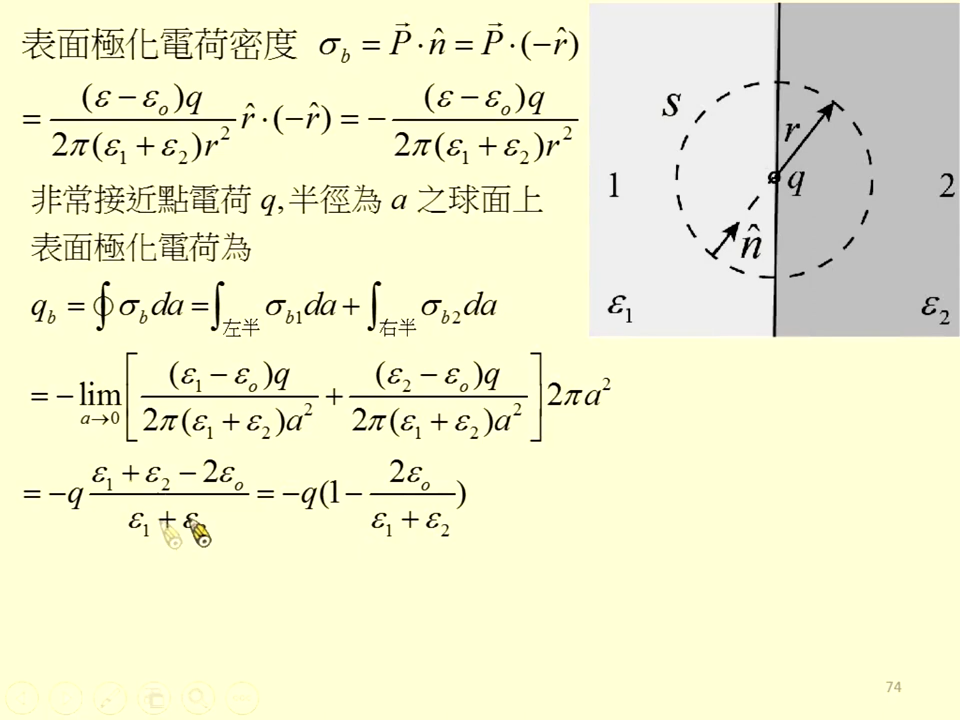 表面極化電荷密度 σ_b = P⃗·n̂ = P⃗·(−r̂)
= (ε − ε_o)q / 2π(ε_1 + ε_2)r² r̂·(−r̂) = − (ε − ε_o)q / 2π(ε_1 + ε_2)r²
非常接近點電荷 q, 半徑為 a 之球面上
表面極化電荷為
q_b = ∮σ_b da = ∫_左半 σ_b1 da + ∫_右半 σ_b2 da
= −lim_{a→0} [ (ε_1 − ε_o)q / 2π(ε_1 + ε_2)a² + (ε_2 − ε_o)q / 2π(ε_1 + ε_2)a² ] 2πa²
= −q (ε_1 + ε_2 − 2ε_o) / (ε_1 + ε_2) = −q(1 − 2ε_o / (ε_1 + ε_2))
S
r
1
q
2
n̂
ε_1
ε_2
74